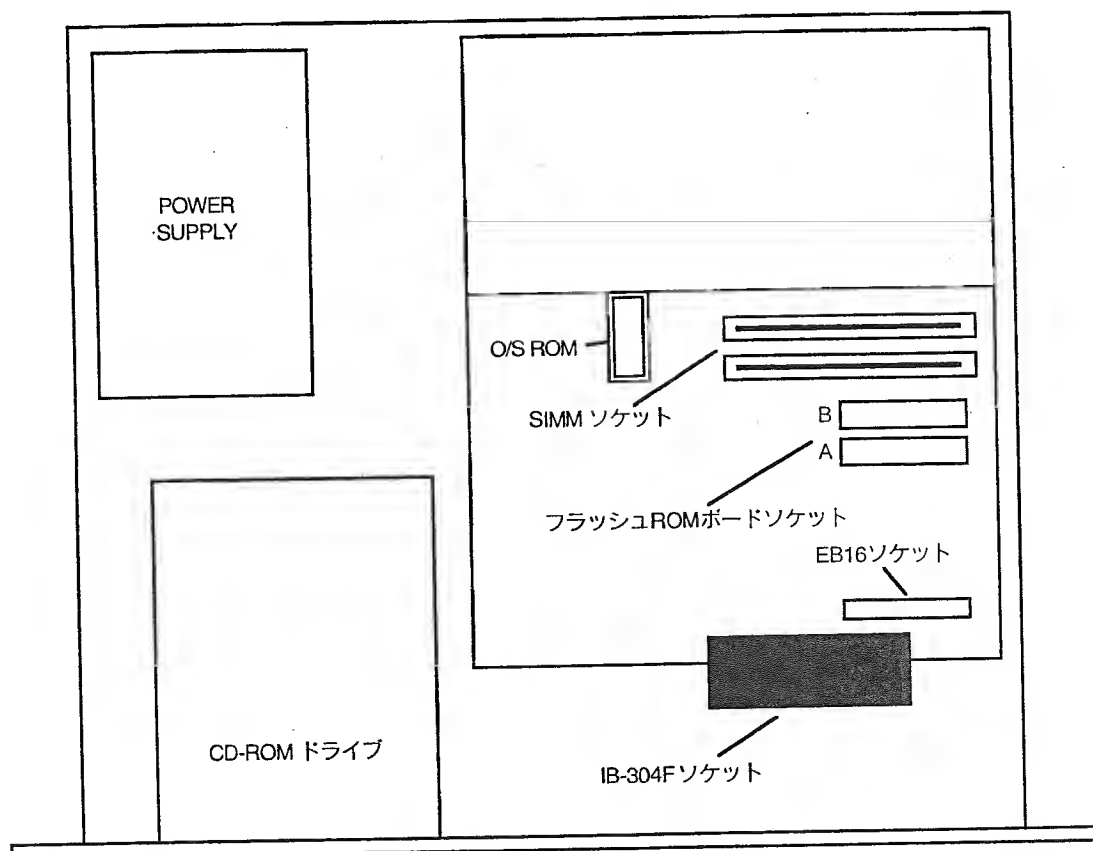 POWER
SUPPLY
O/S ROM
SIMM ソケット
B
A
フラッシュROMボードソケット
EB16ソケット
CD-ROM ドライブ
IB-304Fソケット